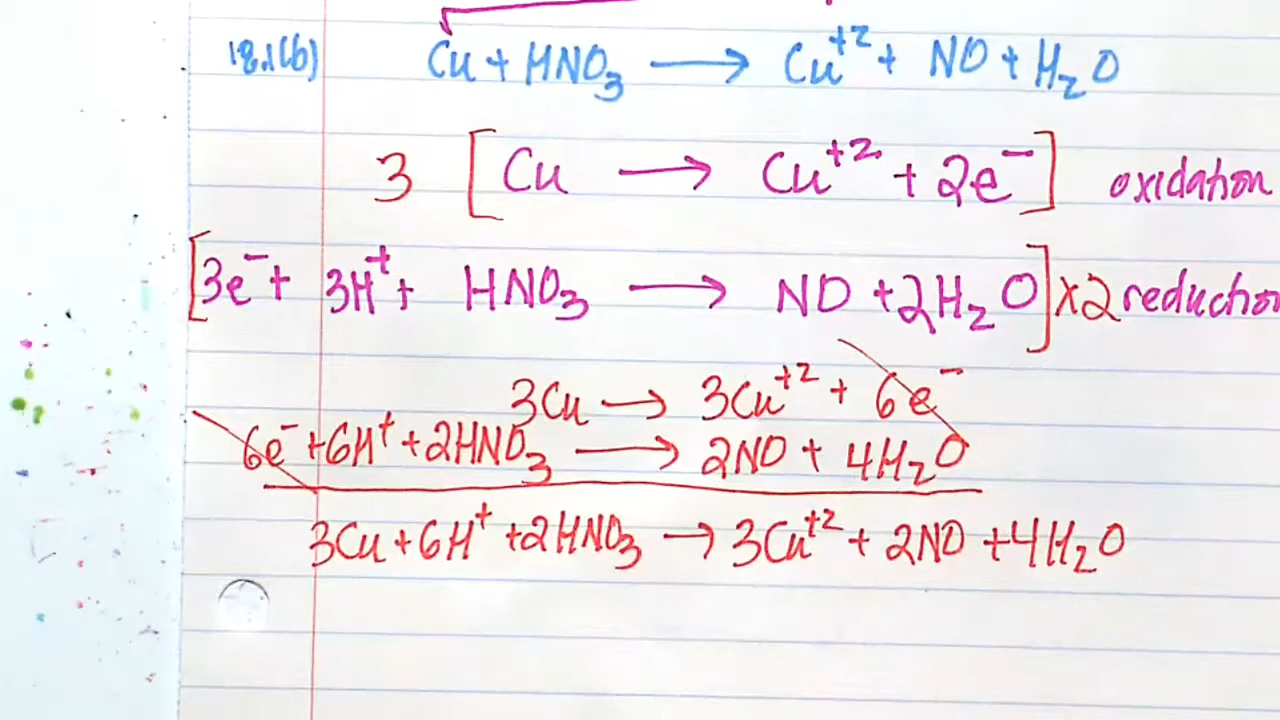 18.1(b) Cu + HNO₃ ⟶ Cu⁺² + NO + H₂O
3 [Cu ⟶ Cu⁺² + 2e⁻] oxidation
[3e⁻ + 3H⁺ + HNO₃ ⟶ NO + 2H₂O] x2 reduction
3Cu ⟶ 3Cu⁺² + 6e⁻
6e⁻ + 6H⁺ + 2HNO₃ ⟶ 2NO + 4H₂O
3Cu + 6H⁺ + 2HNO₃ → 3Cu⁺² + 2NO + 4H₂O